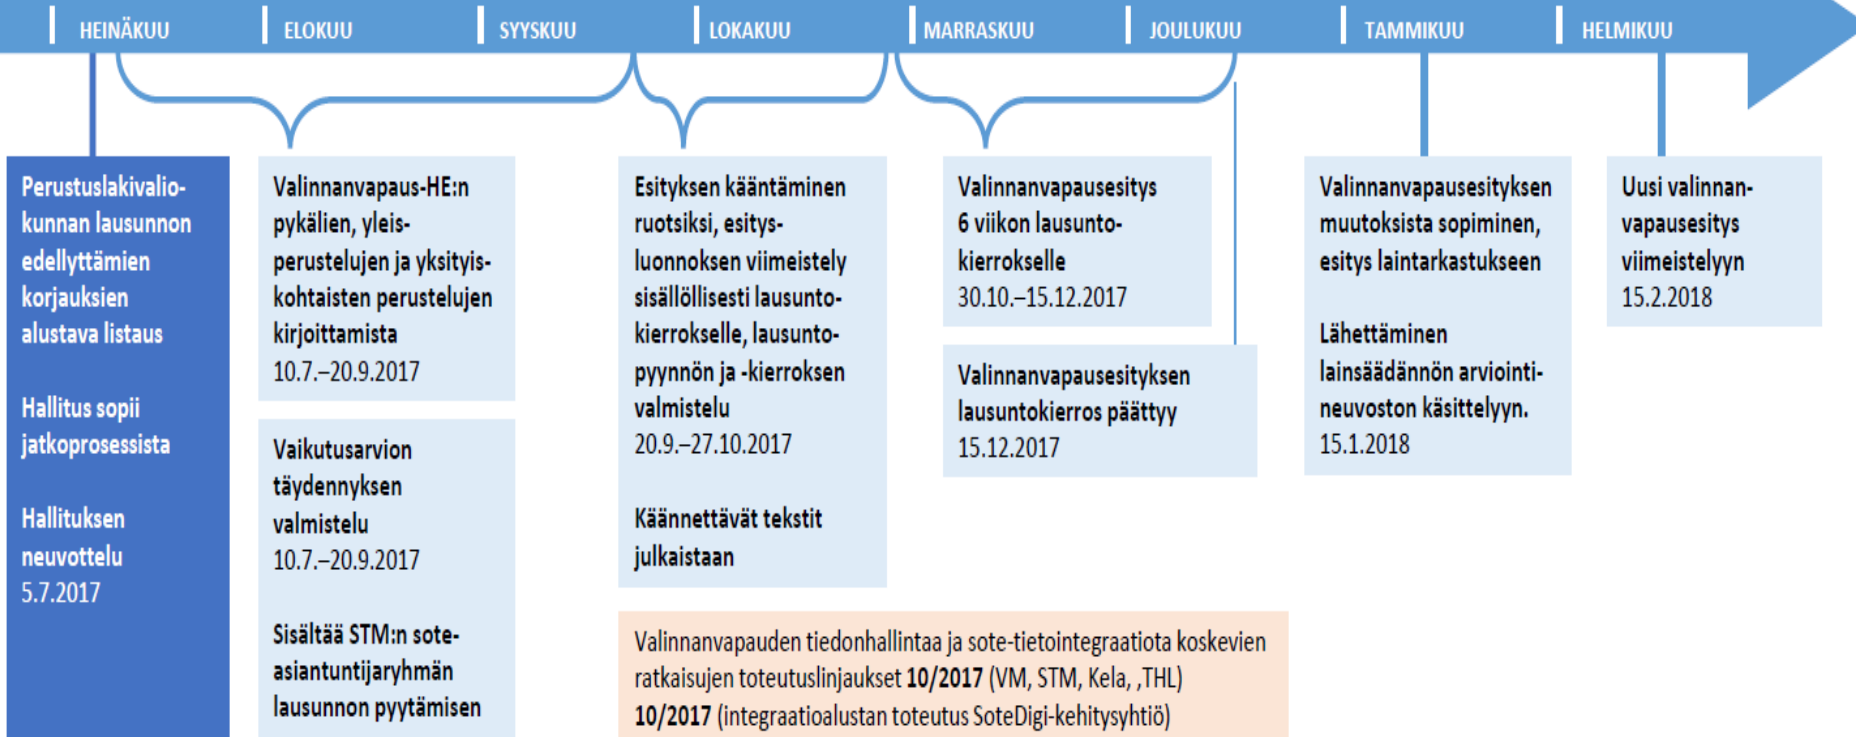 HEINÄKUU
ELOKUU
SYYSKUU
LOKAKUU
MARRASKUU
JOULUKUU
TAMMIKUU
HELMIKUU
Perustuslakivalio-
kunnan lausunnon
edellyttämien
korjauksien
alustava listaus
Hallitus sopii
jatkoprosessista
Hallituksen
neuvottelu
5.7.2017
Valinnanvapaus-HE:n
pykälien, yleis-
perustelujen ja yksityis-
kohtaisten perustelujen
kirjoittamista
10.7.–20.9.2017
Vaikutusarvion
täydennyksen
valmistelu
10.7.–20.9.2017
Sisältää STM:n sote-
asiantuntijaryhmän
lausunnon pyytämisen
Esityksen kääntäminen
ruotsiksi, esitys-
luonnoksen viimeistely
sisällöllisesti lausunto-
kierrokselle, lausunto-
pyynnön ja -kierroksen
valmistelu
20.9.–27.10.2017
Käännettävät tekstit
julkaistaan
Valinnanvapausesitys
6 viikon lausunto-
kierrokselle
30.10.–15.12.2017
Valinnanvapausesityksen
lausuntokierros päättyy
15.12.2017
Valinnanvapausesityksen
muutoksista sopiminen,
esitys laintarkastukseen
Lähettäminen
lainsäädännön arviointi-
neuvoston käsittelyyn.
15.1.2018
Uusi valinnan-
vapausesitys
viimeistelyyn
15.2.2018
Valinnanvapauden tiedonhallintaa ja sote-tietointegraatiota koskevien
ratkaisujen toteutuslinjaukset 10/2017 (VM, STM, Kela, ,THL)
10/2017 (integraatioalustan toteutus SoteDigi-kehitysyhtiö)